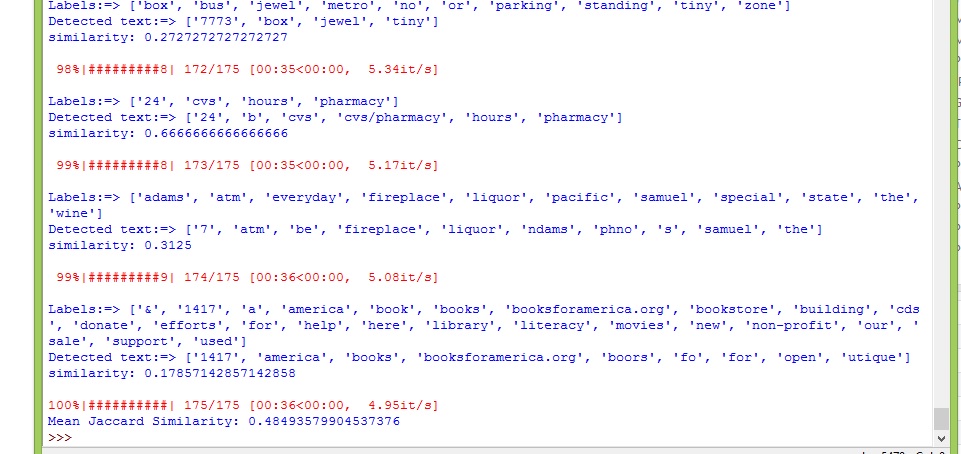 Labels:=> ['box', 'bus', 'jewel', 'metro', 'no', 'or', 'parking', 'standing', 'tiny', 'zone']
Detected text:=> ['7773', 'box', 'jewel', 'tiny']
similarity: 0.2727272727272727
98%|#########8| 172/175 [00:35<00:00,  5.34it/s]
Labels:=> ['24', 'cvs', 'hours', 'pharmacy']
Detected text:=> ['24', 'b', 'cvs', 'cvs/pharmacy', 'hours', 'pharmacy']
similarity: 0.6666666666666666
99%|#########8| 173/175 [00:35<00:00,  5.17it/s]
Labels:=> ['adams', 'atm', 'everyday', 'fireplace', 'liquor', 'pacific', 'samuel', 'special', 'state', 'the',
'wine']
Detected text:=> ['7', 'atm', 'be', 'fireplace', 'liquor', 'ndams', 'phno', 's', 'samuel', 'the']
similarity: 0.3125
99%|#########9| 174/175 [00:36<00:00,  5.08it/s]
Labels:=> ['&', '1417', 'a', 'america', 'book', 'books', 'booksforamerica.org', 'bookstore', 'building', 'cds
', 'donate', 'efforts', 'for', 'help', 'here', 'library', 'literacy', 'movies', 'new', 'non-profit', 'our', '
sale', 'support', 'used']
Detected text:=> ['1417', 'america', 'books', 'booksforamerica.org', 'boors', 'fo', 'for', 'open', 'utique']
similarity: 0.17857142857142858
100%|##########| 175/175 [00:36<00:00,  4.95it/s]
Mean Jaccard Similarity: 0.48493579904537376
>>>